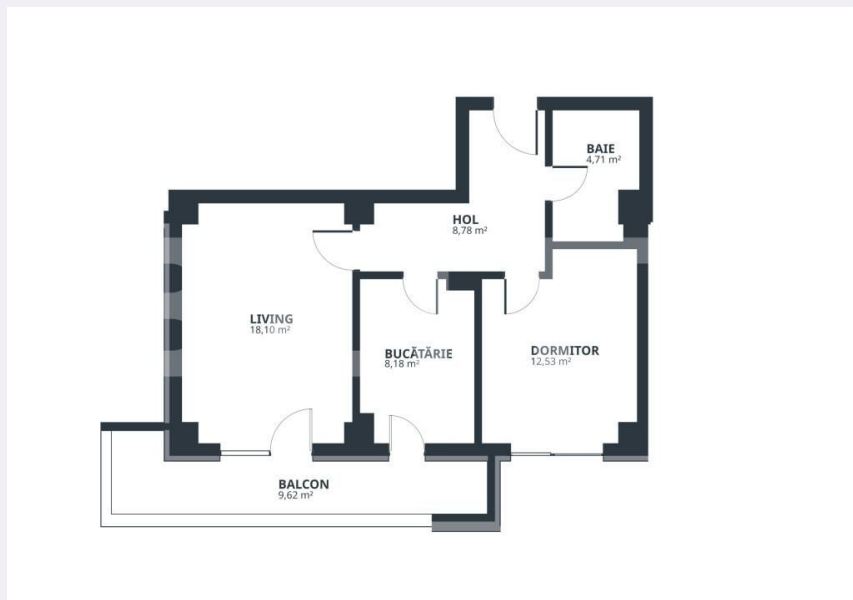 BAIE
4,71 m²
HOL
8,78 m²
LIVING
18,10 m²
BUCĂTĂRIE
8,18 m²
DORMITOR
12,53 m²
BALCON
9,62 m²